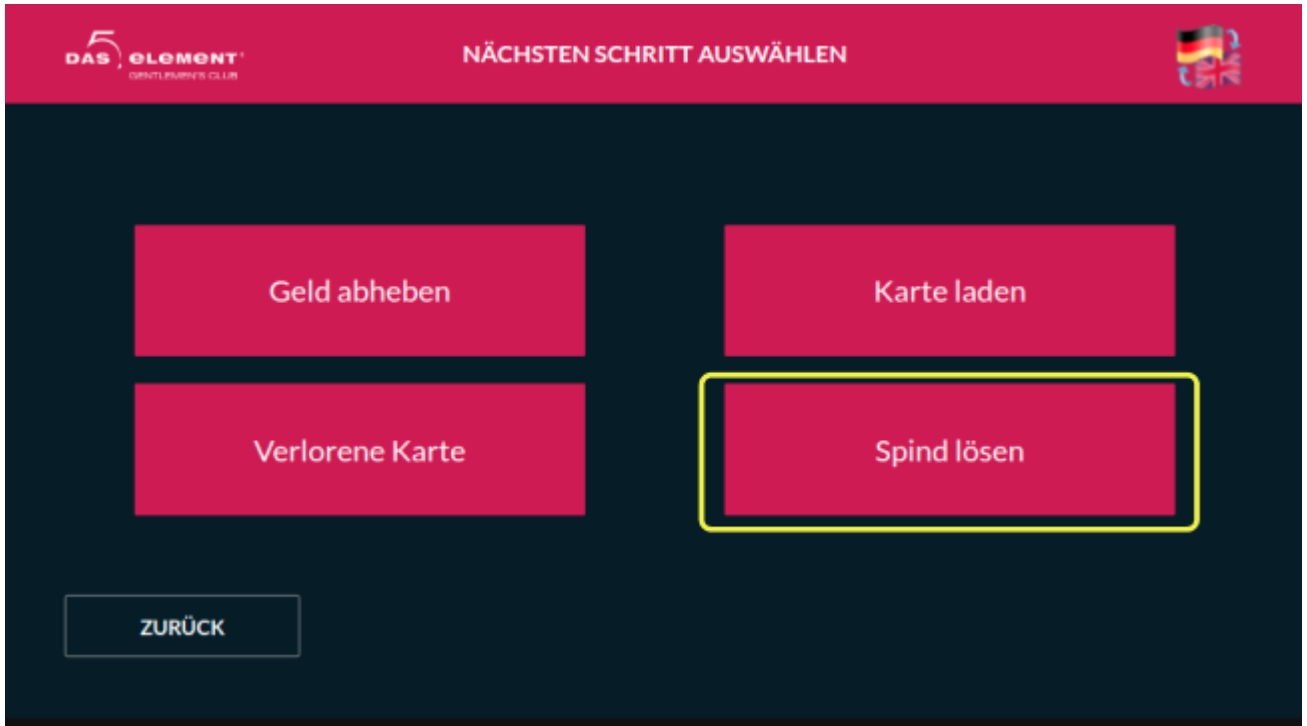 DAS 5 ELEMENT
GENTLEMEN'S CLUB
NÄCHSTEN SCHRITT AUSWÄHLEN
Geld abheben
Karte laden
Verlorene Karte
Spind lösen
ZURÜCK